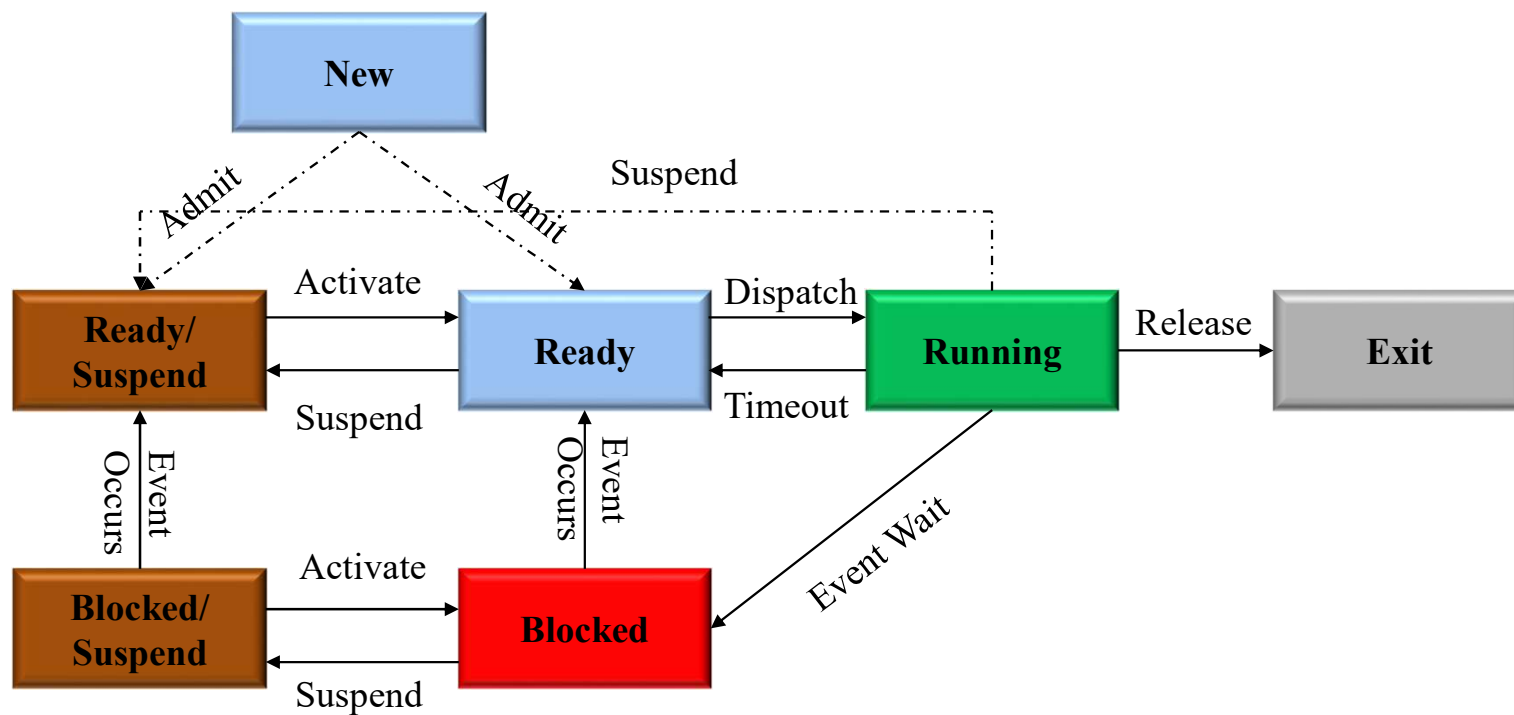 New
Suspend
Admit
Admit
Activate
Dispatch
Release
Ready/
Suspend
Ready
Running
Exit
Suspend
Timeout
Event
Occurs
Event
Occurs
Event Wait
Activate
Blocked/
Suspend
Blocked
Suspend